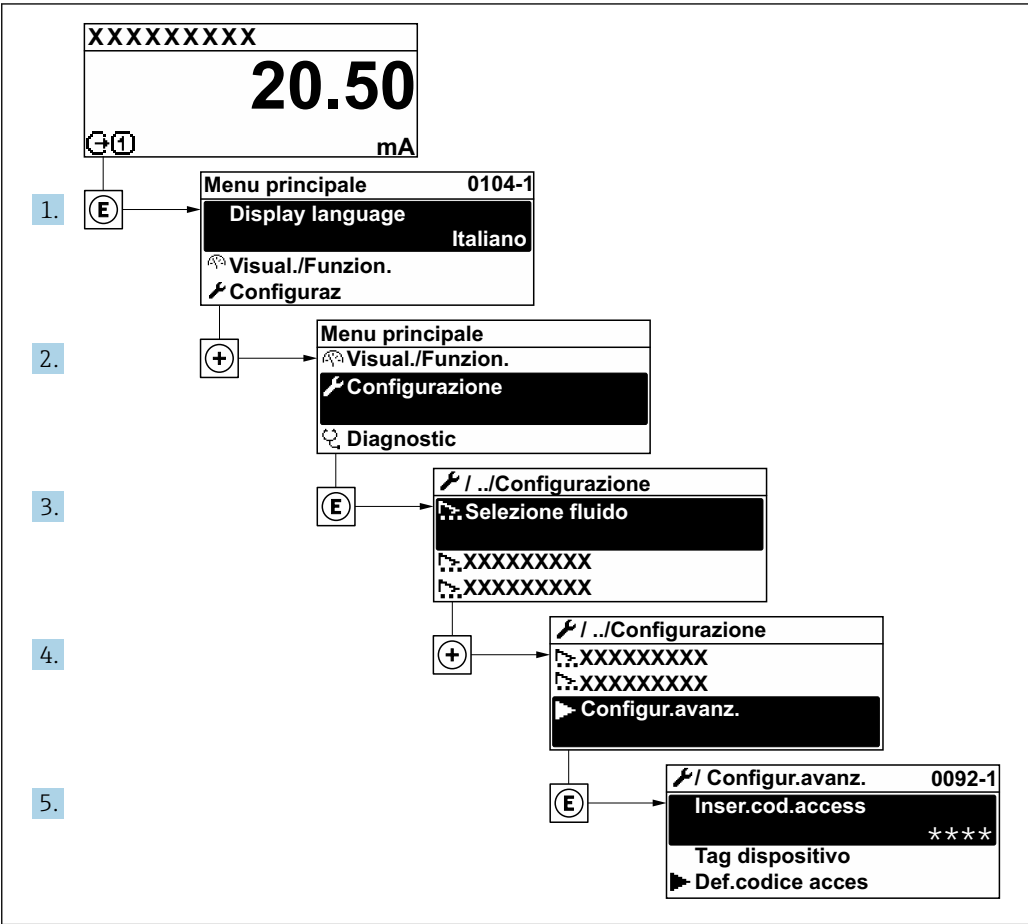 XXXXXXXXX
20.50
1
mA
1.
E
Menu principale 0104-1
Display language
Italiano
Visual./Funzion.
Configuraz
2.
+
Menu principale
Visual./Funzion.
Configurazione
Diagnostic
3.
E
/ ../Configurazione
Selezione fluido
XXXXXXXXX
XXXXXXXXX
4.
+
/ ../Configurazione
XXXXXXXXX
XXXXXXXXX
Configur.avanz.
5.
E
/ Configur.avanz. 0092-1
Inser.cod.access
****
Tag dispositivo
Def.codice acces